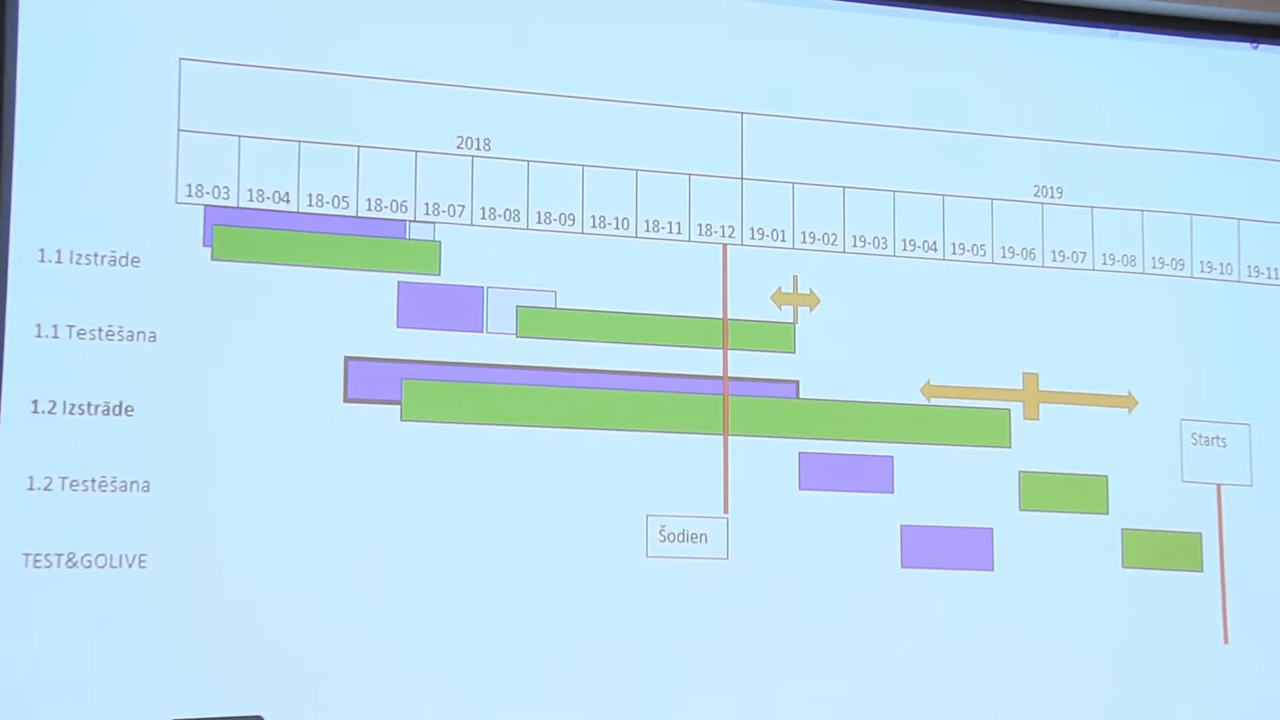 2018
2019
18-03 18-04 18-05 18-06 18-07 18-08 18-09 18-10 18-11 18-12 19-01 19-02 19-03 19-04 19-05 19-06 19-07 19-08 19-09 19-10 19-11
1.1 Izstrāde
1.1 Testēšana
1.2 Izstrāde
Starts
1.2 Testēšana
Šodien
TEST&GOLIVE